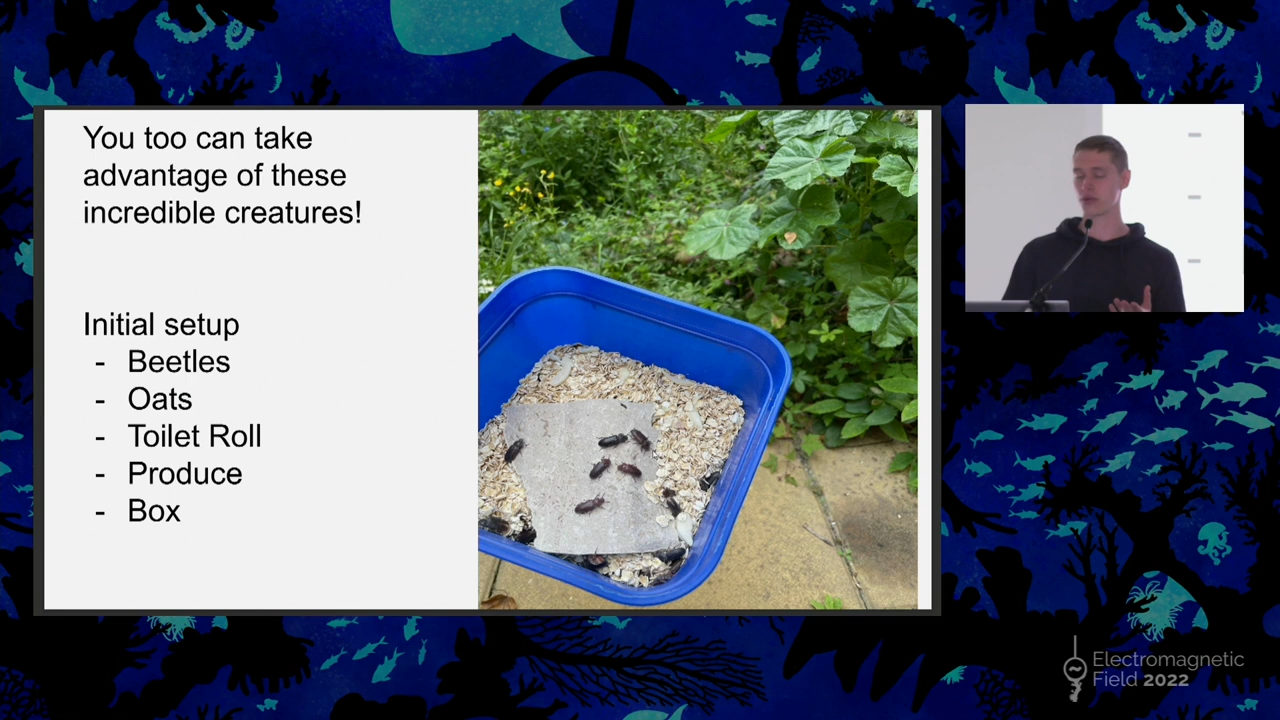 You too can take
advantage of these
incredible creatures!
Initial setup
- Beetles
- Oats
- Toilet Roll
- Produce
- Box
Electromagnetic
Field 2022